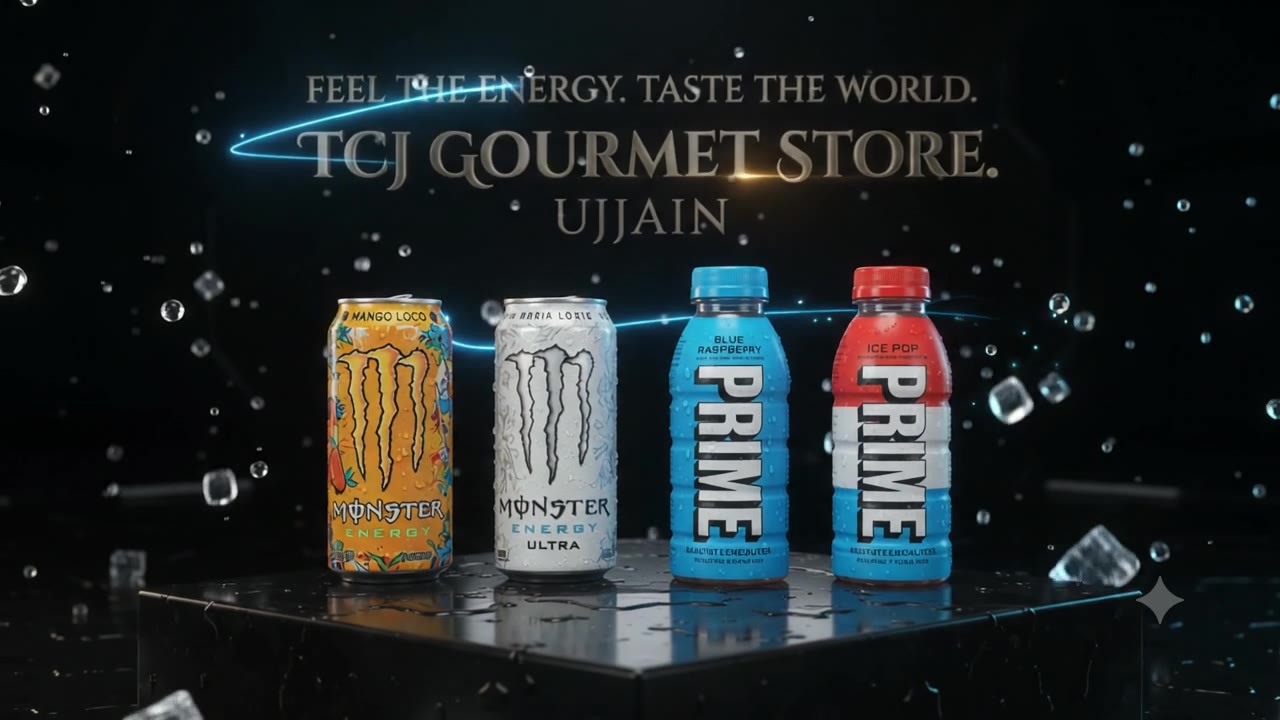 FEEL THE ENERGY. TASTE THE WORLD.
TCJ GOURMET STORE.
UJJAIN
MANGO LOCO
MONSTER
ENERGY
MONSTER
ENERGY
ULTRA
BLUE
RASPBERRY
PRIME
ICE POP
PRIME